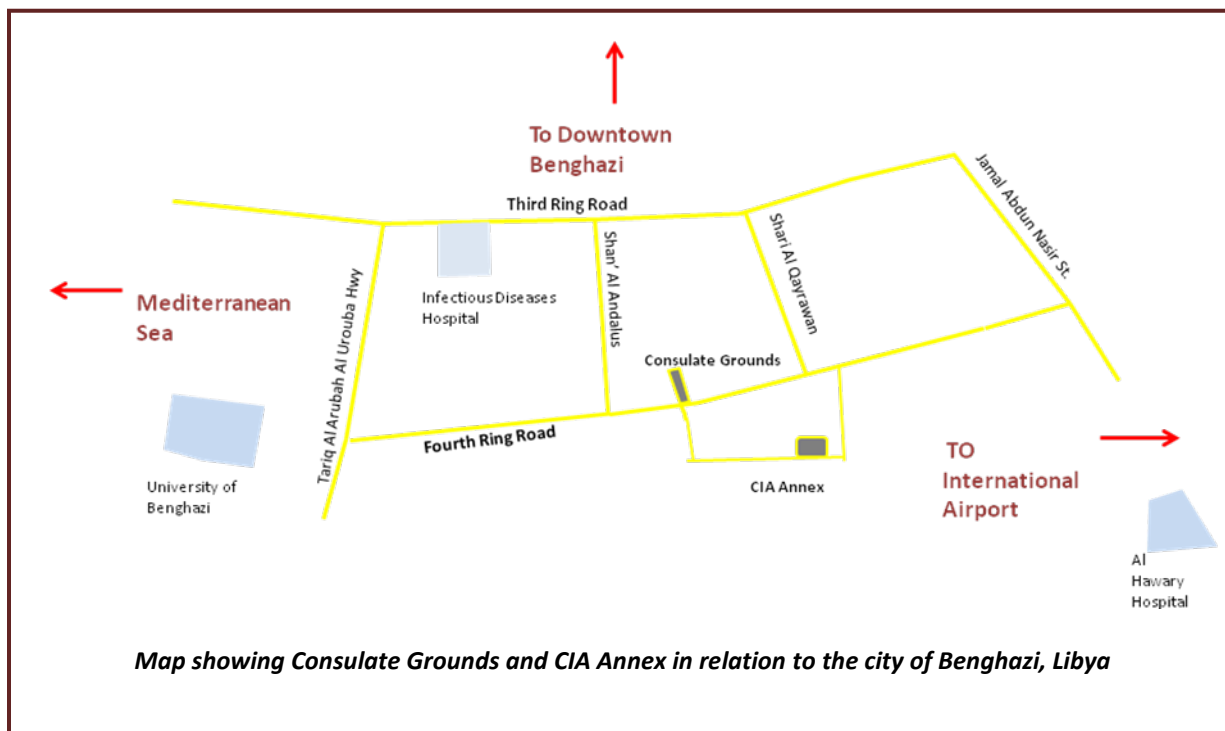 To Downtown
Benghazi
Third Ring Road
Jamal Abdun Nasir St.
Shari Al Qayrawan
Shan' Al Andalus
Tariq Al Arubah Al Urouba Hwy
Infectious Diseases
Hospital
Mediterranean
Sea
Consulate Grounds
Fourth Ring Road
University of
Benghazi
CIA Annex
TO
International
Airport
Al
Hawary
Hospital
Map showing Consulate Grounds and CIA Annex in relation to the city of Benghazi, Libya